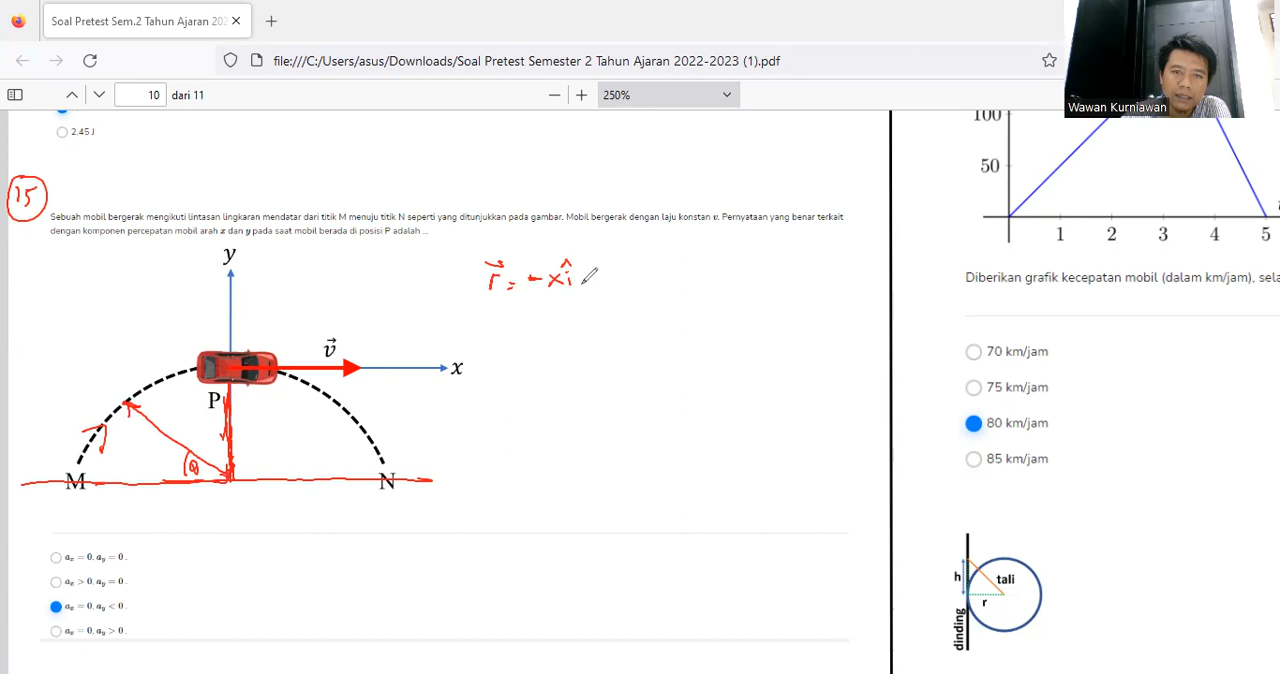 Soal Pretest Sem.2 Tahun Ajaran 202
file:///C:/Users/asus/Downloads/Soal Pretest Semester 2 Tahun Ajaran 2022-2023 (1).pdf
10 dari 11
250%
Wawan Kurniawan
2.45 J
15
Sebuah mobil bergerak mengikuti lintasan lingkaran mendatar dari titik M menuju titik N seperti yang ditunjukkan pada gambar. Mobil bergerak dengan laju konstan v. Pernyataan yang benar terkait
dengan komponen percepatan mobil arah x dan y pada saat mobil berada di posisi P adalah ...
y
r⃗ = -xî
v⃗
x
P
θ
M
N
aₓ = 0, a_y = 0 .
aₓ > 0, a_y = 0 .
aₓ = 0, a_y < 0 .
aₓ = 0, a_y > 0 .
100
50
1 2 3 4 5
Diberikan grafik kecepatan mobil (dalam km/jam), sela
70 km/jam
75 km/jam
80 km/jam
85 km/jam
h
tali
r
dinding